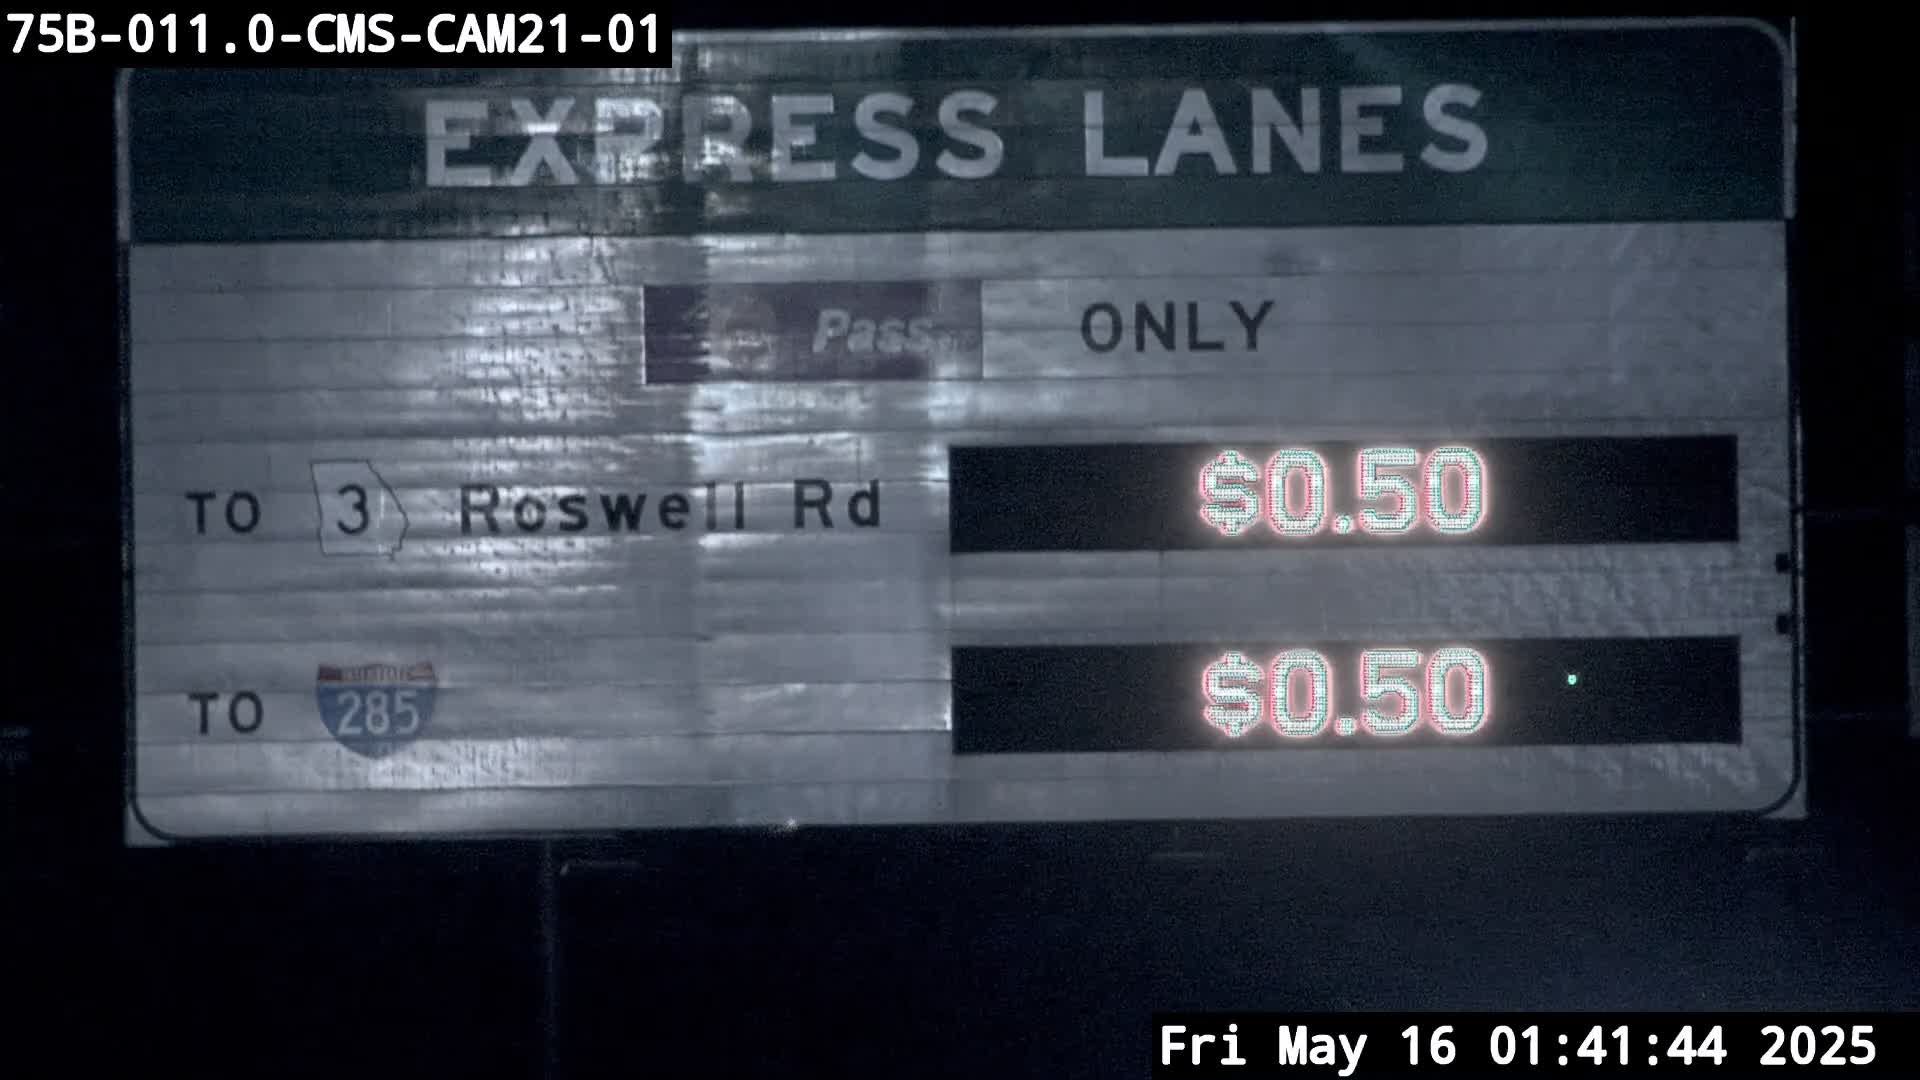 75B-011.0-CMS-CAM21-01
EXPRESS LANES
Pass ONLY
TO 3 Roswell Rd $0.50
TO 285 $0.50
Fri May 16 01:41:44 2025